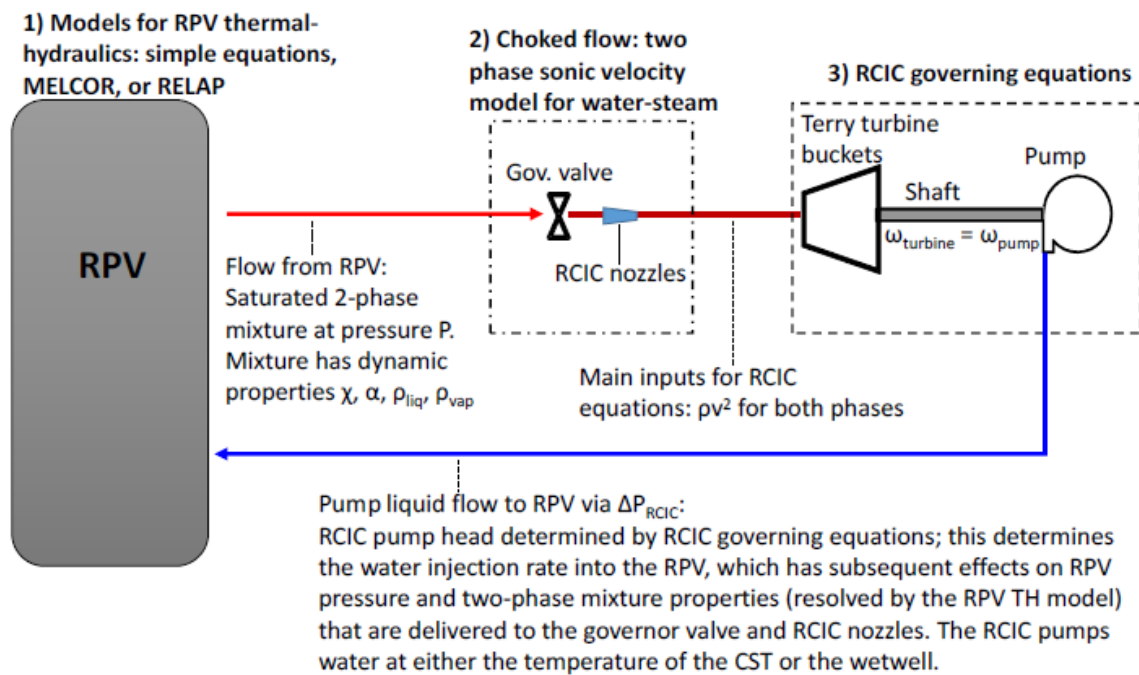 1) Models for RPV thermal-
hydraulics: simple equations,
MELCOR, or RELAP
2) Choked flow: two
phase sonic velocity
model for water-steam
3) RCIC governing equations
Terry turbine
buckets
Pump
Gov. valve
Shaft
ω_turbine = ω_pump
RPV
RCIC nozzles
Flow from RPV:
Saturated 2-phase
mixture at pressure P.
Mixture has dynamic
properties χ, α, ρ_liq, ρ_vap
Main inputs for RCIC
equations: ρv² for both phases
Pump liquid flow to RPV via ΔP_RCIC:
RCIC pump head determined by RCIC governing equations; this determines
the water injection rate into the RPV, which has subsequent effects on RPV
pressure and two-phase mixture properties (resolved by the RPV TH model)
that are delivered to the governor valve and RCIC nozzles. The RCIC pumps
water at either the temperature of the CST or the wetwell.